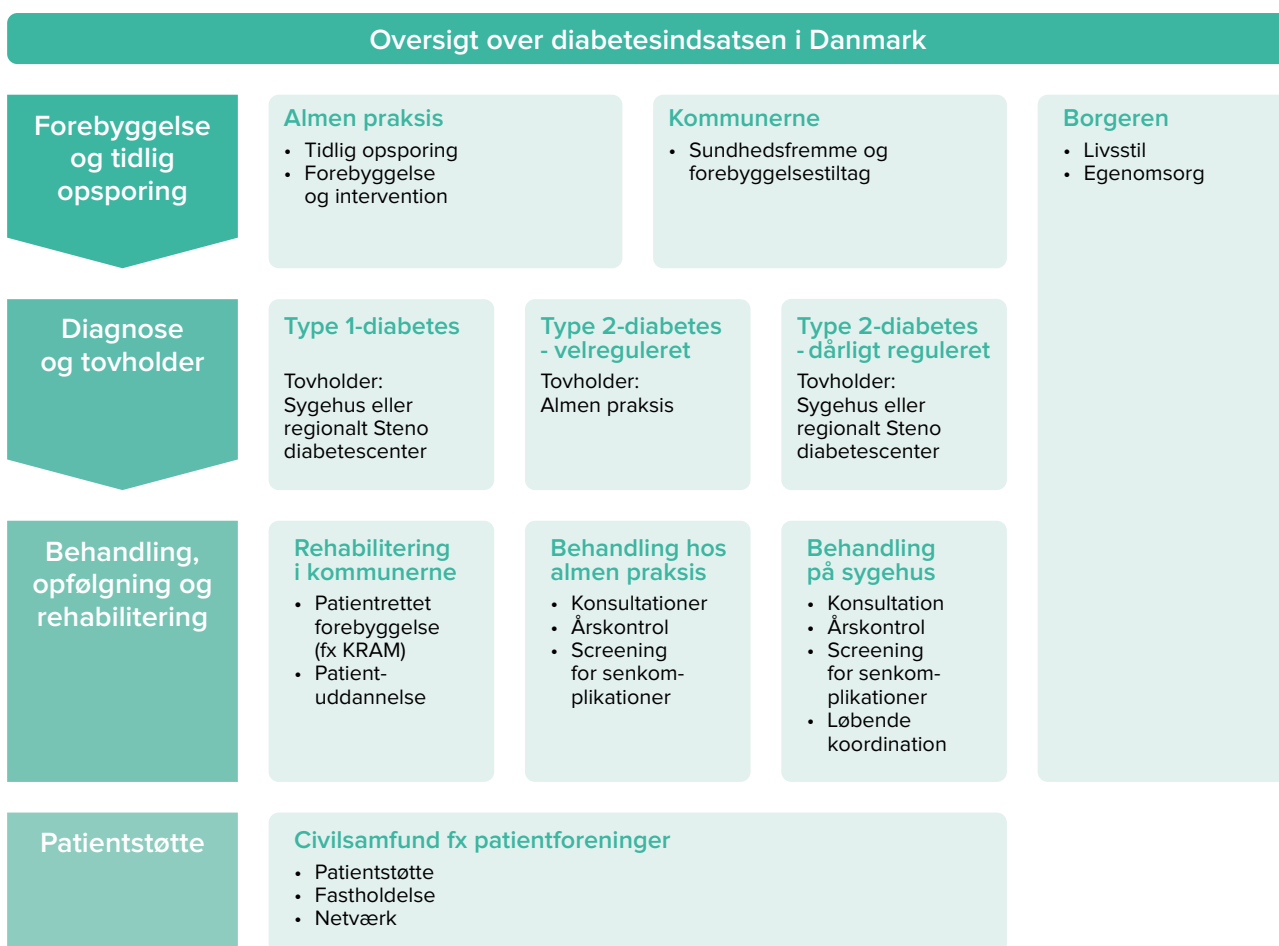 Oversigt over diabetesindsatsen i Danmark
Forebyggelse
og tidlig
opsporing
Almen praksis
• Tidlig opsporing
• Forebyggelse
og intervention
Kommunerne
• Sundhedsfremme og
forebyggelsestiltag
Borgeren
• Livsstil
• Egenomsorg
Diagnose
og tovholder
Type 1-diabetes
Tovholder:
Sygehus eller
regionalt Steno
diabetescenter
Type 2-diabetes
- velreguleret
Tovholder:
Almen praksis
Type 2-diabetes
- dårligt reguleret
Tovholder:
Sygehus eller
regionalt Steno
diabetescenter
Behandling,
opfølgning og
rehabilitering
Rehabilitering
i kommunerne
• Patientrettet
forebyggelse
(fx KRAM)
• Patient-
uddannelse
Behandling hos
almen praksis
• Konsultationer
• Årskontrol
• Screening
for senkom-
plikationer
Behandling
på sygehus
• Konsultation
• Årskontrol
• Screening
for senkom-
plikationer
• Løbende
koordination
Patientstøtte
Civilsamfund fx patientforeninger
• Patientstøtte
• Fastholdelse
• Netværk